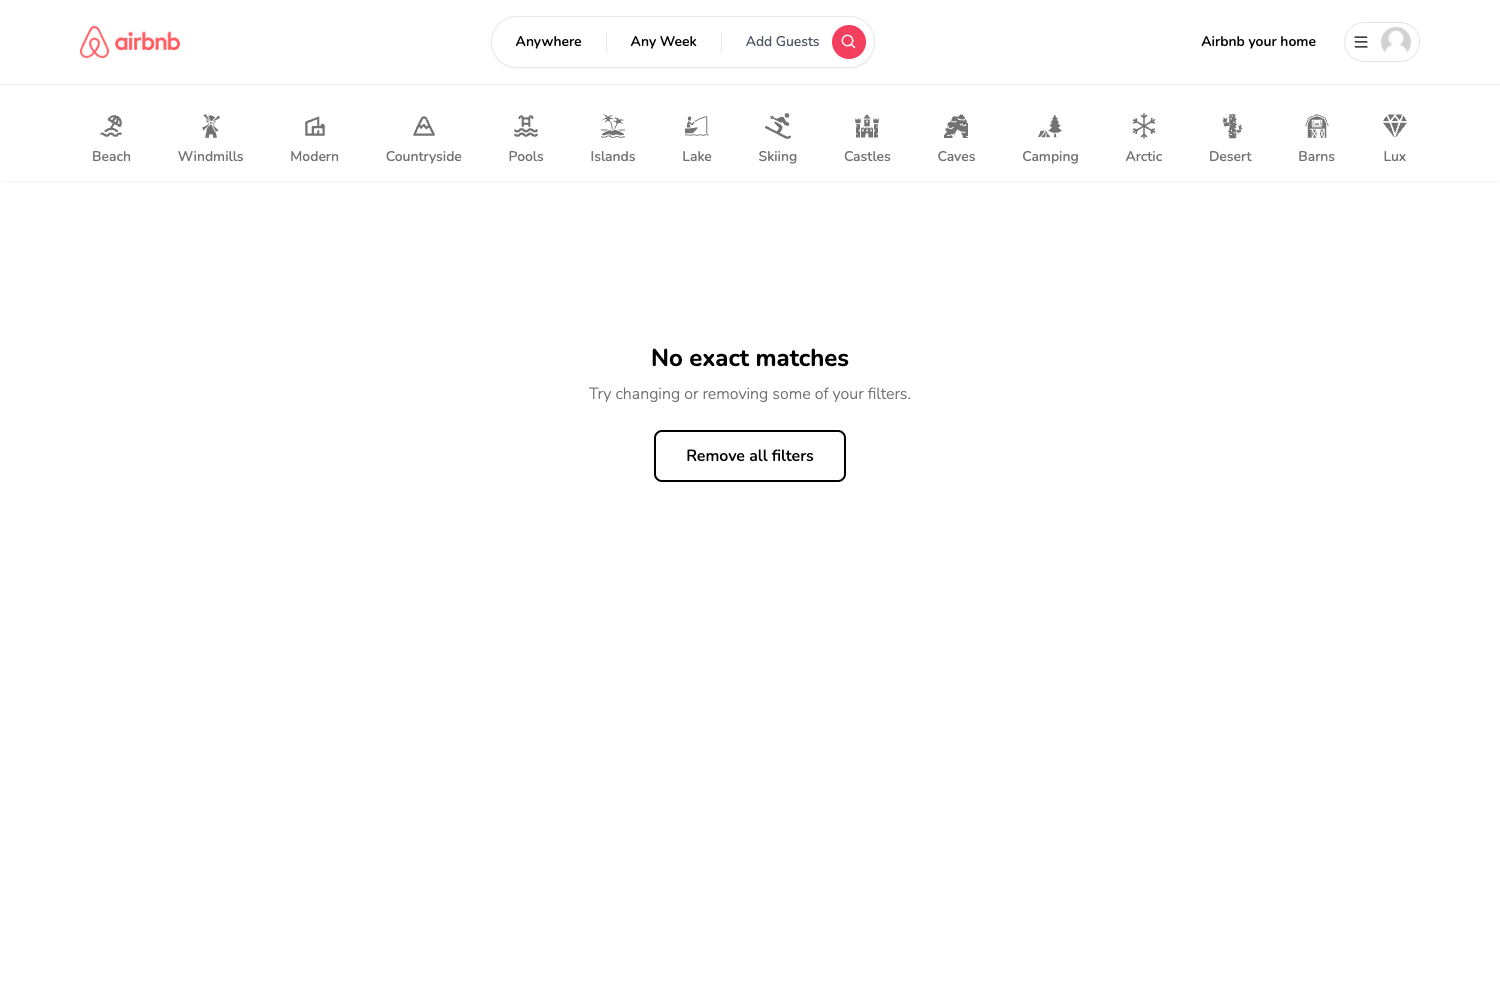 airbnb
Anywhere
Any Week
Add Guests
Airbnb your home
Beach
Windmills
Modern
Countryside
Pools
Islands
Lake
Skiing
Castles
Caves
Camping
Arctic
Desert
Barns
Lux
No exact matches
Try changing or removing some of your filters.
Remove all filters